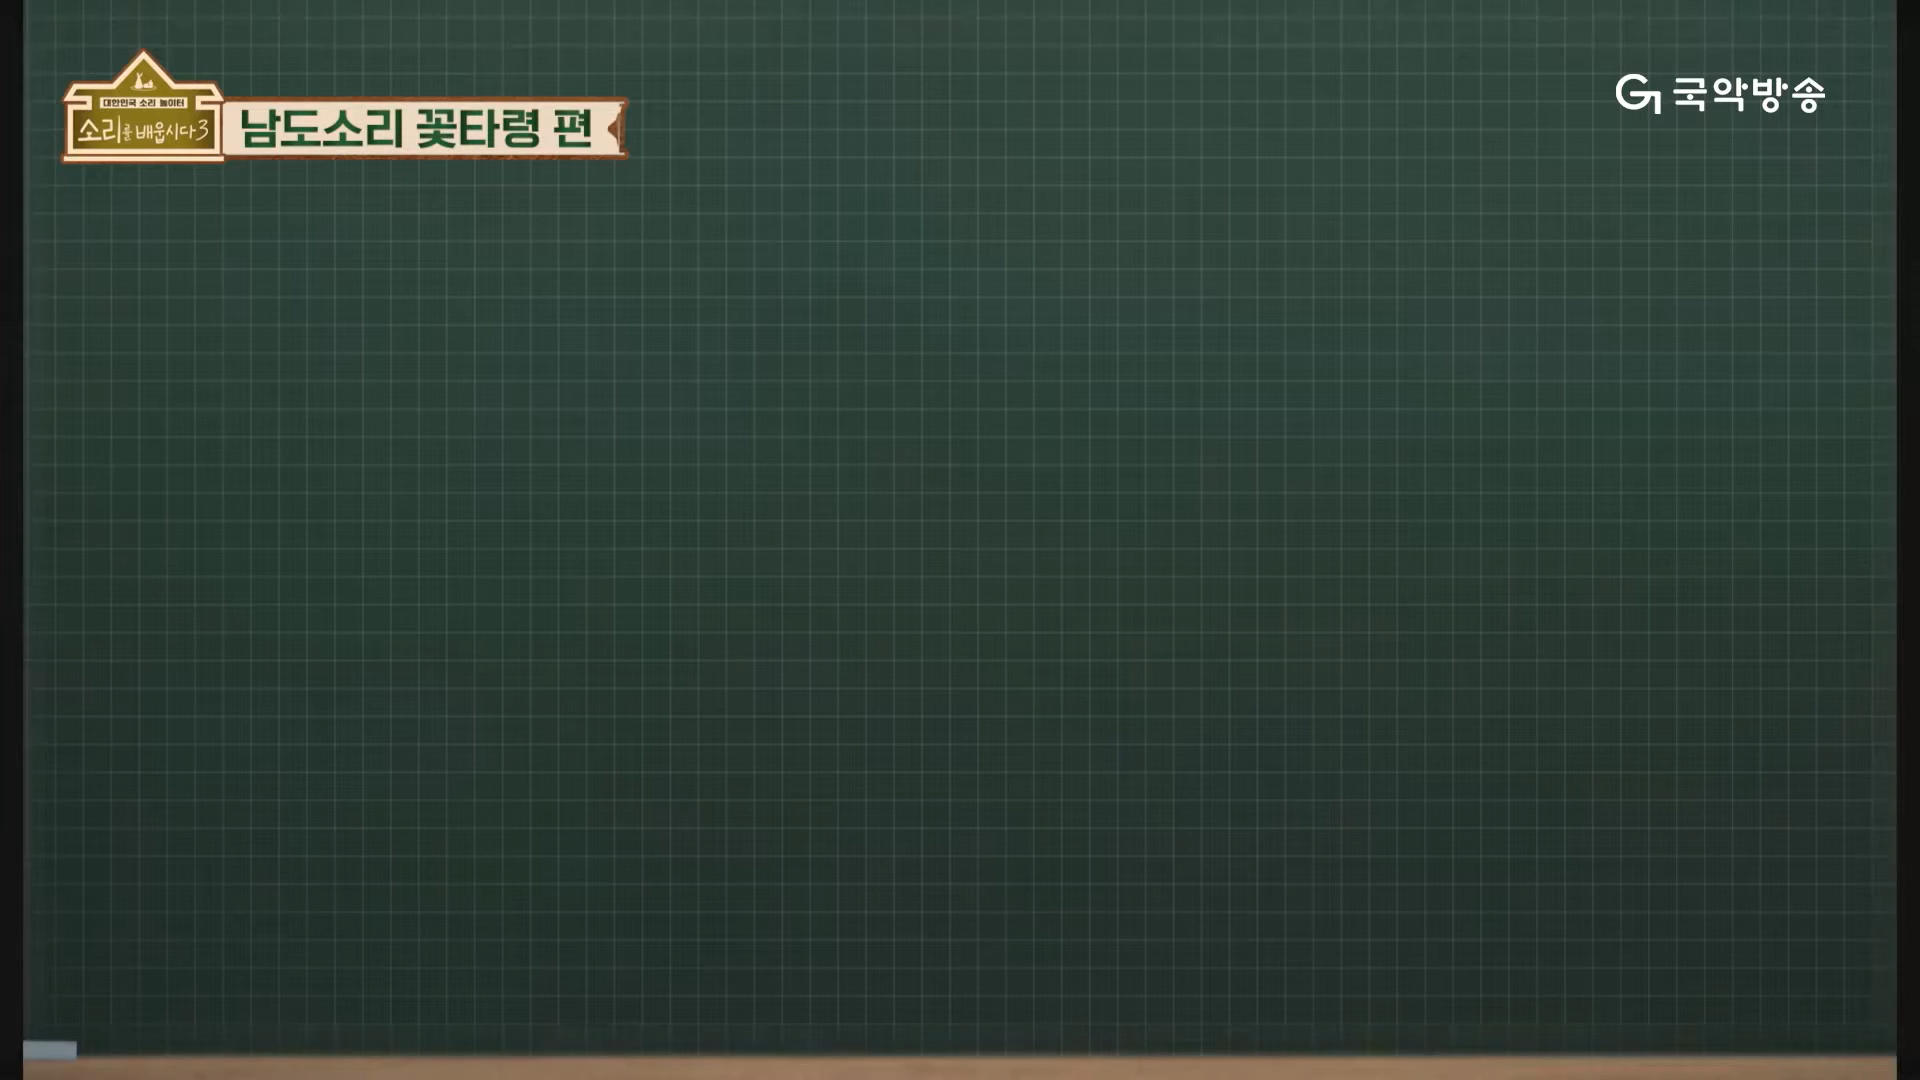 대한민국 소리 놀이터
소리를 배웁시다3
남도소리 꽃타령 편
국악방송